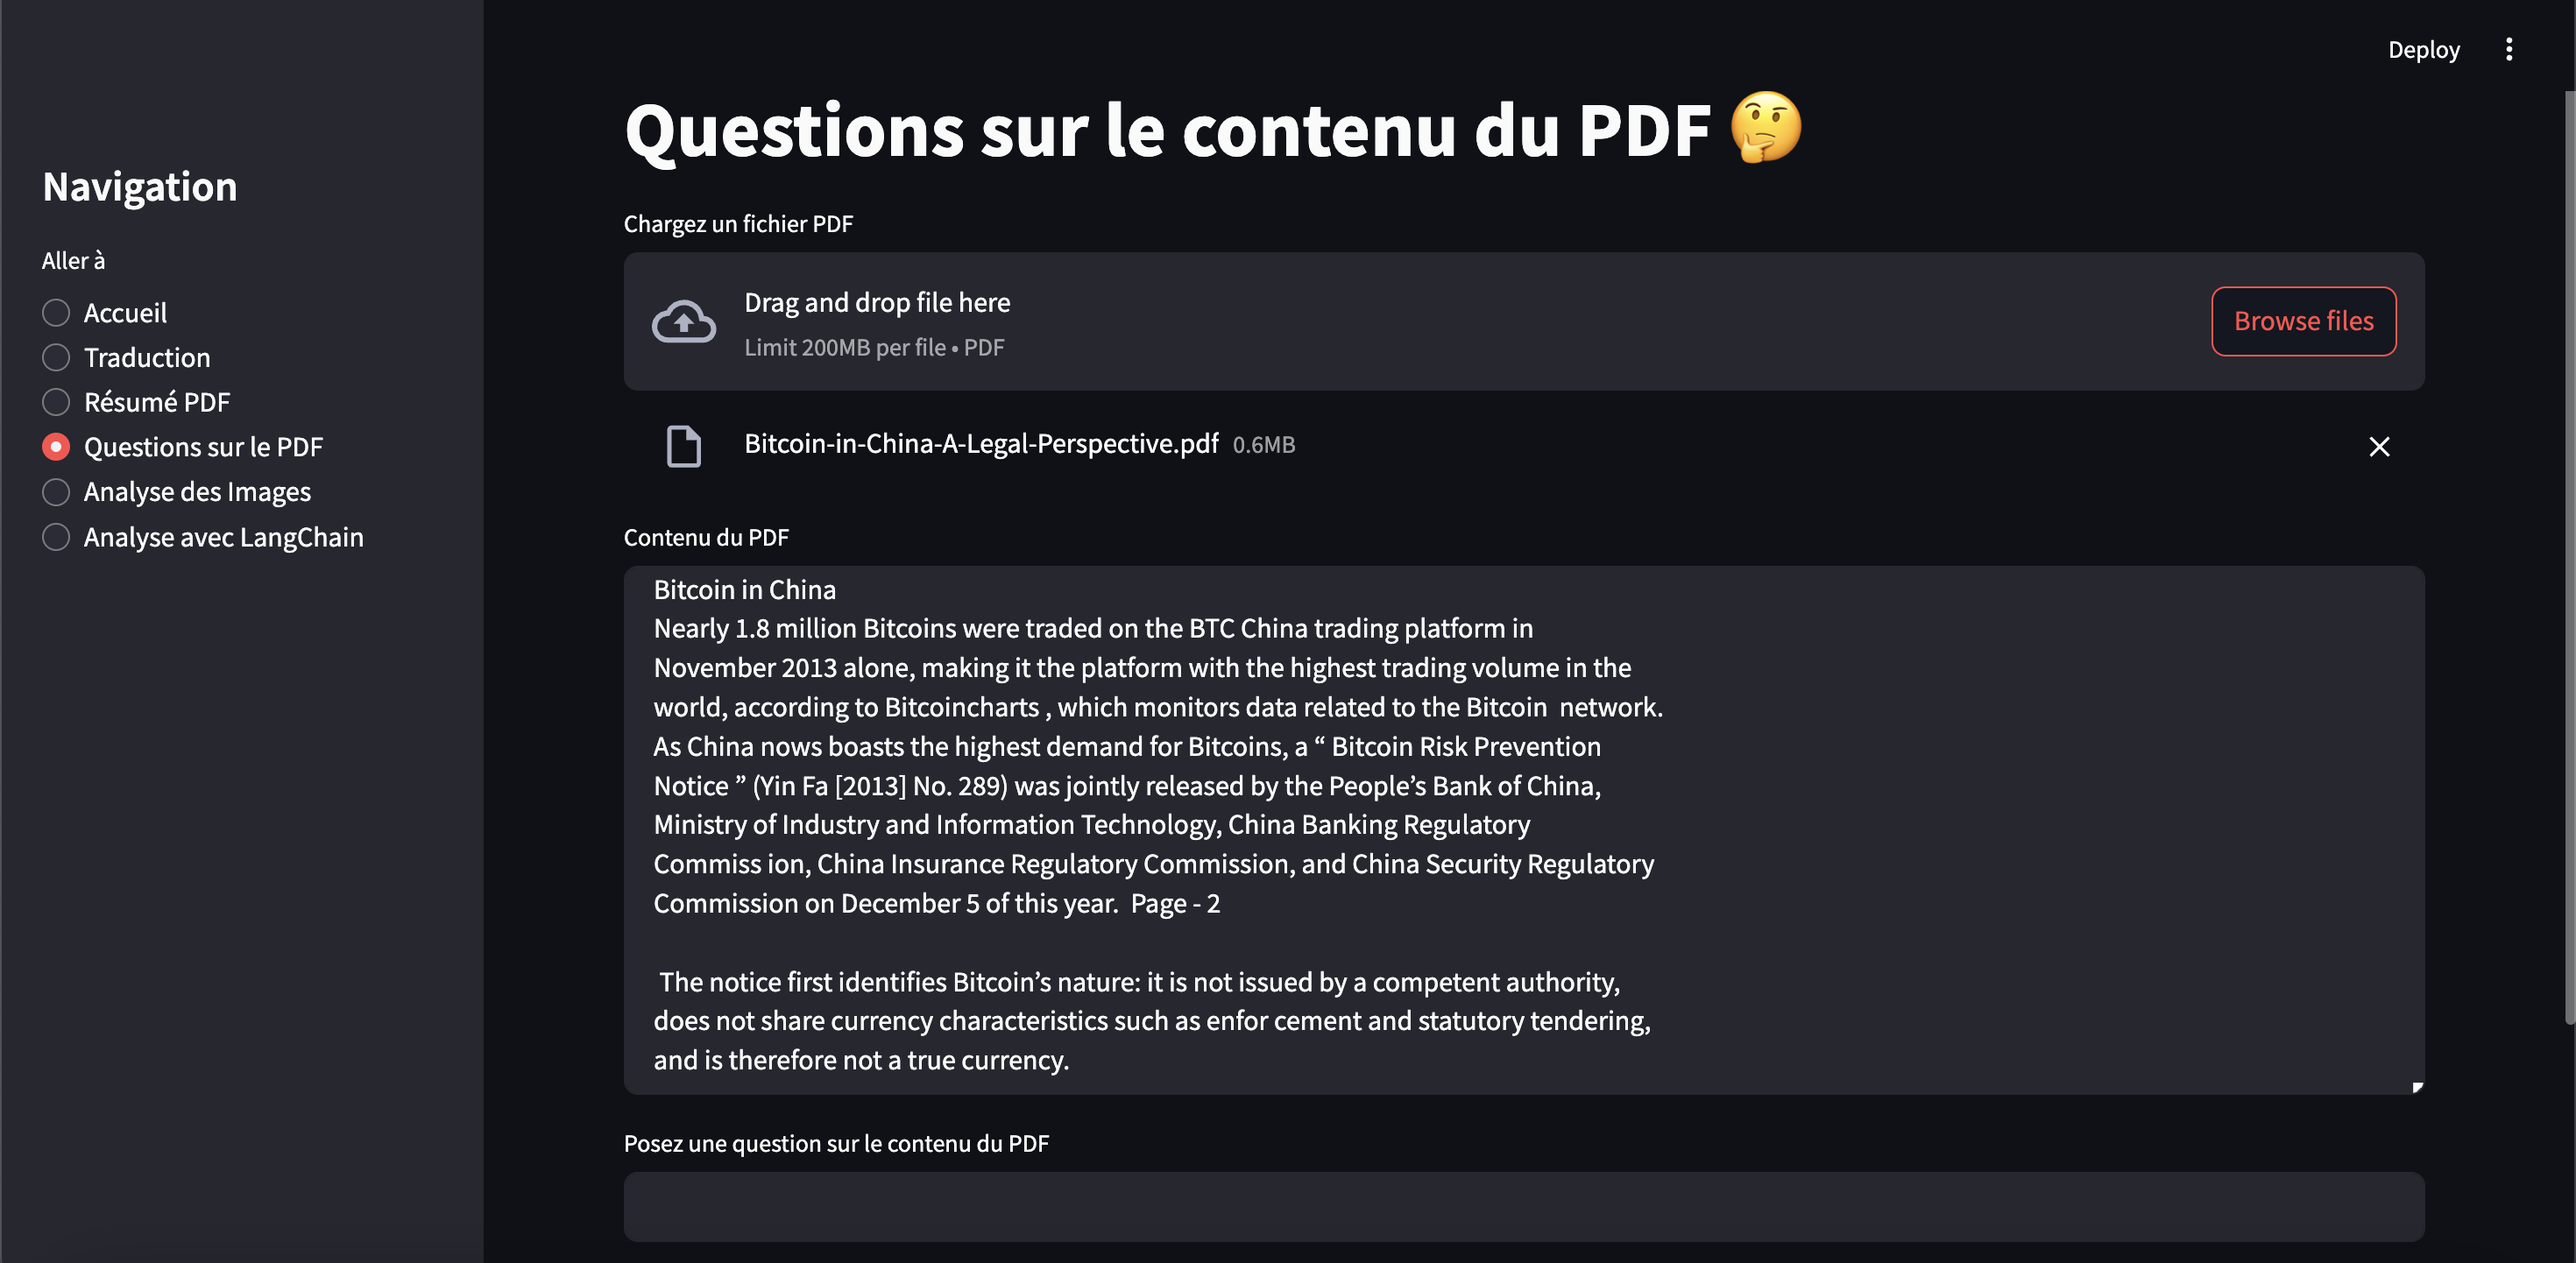 Deploy
Navigation
Aller à
Accueil
Traduction
Résumé PDF
Questions sur le PDF
Analyse des Images
Analyse avec LangChain
Questions sur le contenu du PDF 🤔
Chargez un fichier PDF
Drag and drop file here
Limit 200MB per file • PDF
Browse files
Bitcoin-in-China-A-Legal-Perspective.pdf 0.6MB
Contenu du PDF
Bitcoin in China
Nearly 1.8 million Bitcoins were traded on the BTC China trading platform in
November 2013 alone, making it the platform with the highest trading volume in the
world, according to Bitcoincharts , which monitors data related to the Bitcoin  network.
As China nows boasts the highest demand for Bitcoins, a “ Bitcoin Risk Prevention
Notice ” (Yin Fa [2013] No. 289) was jointly released by the People’s Bank of China,
Ministry of Industry and Information Technology, China Banking Regulatory
Commiss ion, China Insurance Regulatory Commission, and China Security Regulatory
Commission on December 5 of this year.  Page - 2
The notice first identifies Bitcoin’s nature: it is not issued by a competent authority,
does not share currency characteristics such as enfor cement and statutory tendering,
and is therefore not a true currency.
Posez une question sur le contenu du PDF